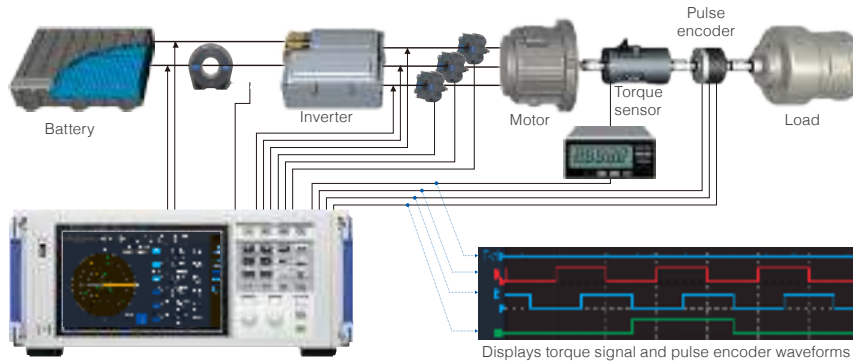 Pulse
encoder
Battery
Inverter
Motor
Torque
sensor
Load
Displays torque signal and pulse encoder waveforms